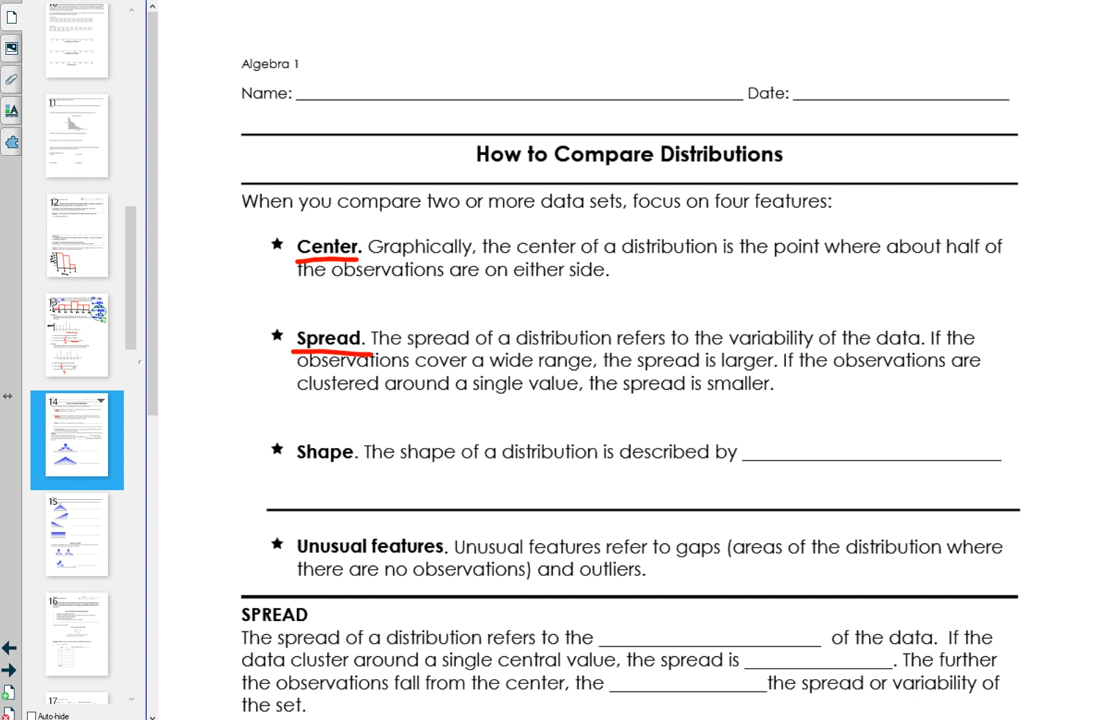 11
12
13
14
15
16
17
Auto-hide
Algebra 1
Name: ______________________ Date: ______________
How to Compare Distributions
When you compare two or more data sets, focus on four features:
★ Center. Graphically, the center of a distribution is the point where about half of
the observations are on either side.
★ Spread. The spread of a distribution refers to the variability of the data. If the
observations cover a wide range, the spread is larger. If the observations are
clustered around a single value, the spread is smaller.
★ Shape. The shape of a distribution is described by ______________
★ Unusual features. Unusual features refer to gaps (areas of the distribution where
there are no observations) and outliers.
SPREAD
The spread of a distribution refers to the ______________ of the data. If the
data cluster around a single central value, the spread is ______________. The further
the observations fall from the center, the ______________the spread or variability of
the set.